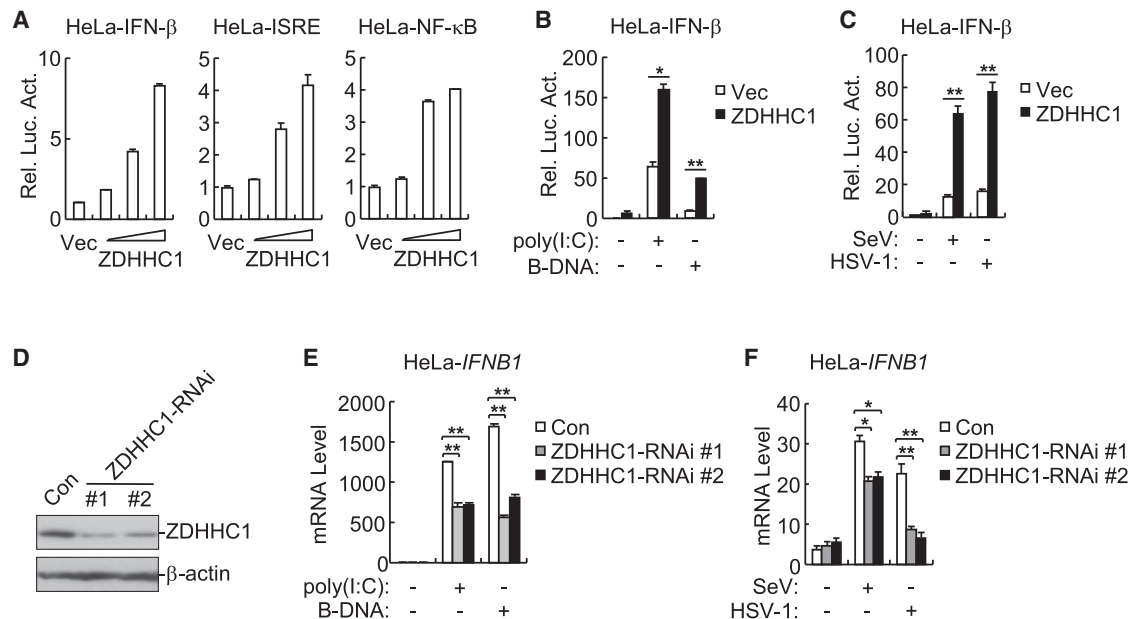 A
HeLa-IFN-β
HeLa-ISRE
HeLa-NF-κB
Rel. Luc. Act.
10
5
0
5
4
3
2
1
0
5
4
3
2
1
0
Vec
ZDHHC1
Vec
ZDHHC1
Vec
ZDHHC1
B
HeLa-IFN-β
Rel. Luc. Act.
200
150
100
50
0
*
**
Vec
ZDHHC1
poly(I:C): - + -
B-DNA: - - +
C
HeLa-IFN-β
Rel. Luc. Act.
100
80
60
40
20
0
**
**
Vec
ZDHHC1
SeV: - + -
HSV-1: - - +
D
ZDHHC1-RNAi
Con #1 #2
ZDHHC1
β-actin
E
HeLa-IFNB1
mRNA Level
2000
1500
1000
500
0
**
**
**
**
Con
ZDHHC1-RNAi #1
ZDHHC1-RNAi #2
poly(I:C): - + -
B-DNA: - - +
F
HeLa-IFNB1
mRNA Level
40
30
20
10
0
*
*
**
**
Con
ZDHHC1-RNAi #1
ZDHHC1-RNAi #2
SeV: - + -
HSV-1: - - +